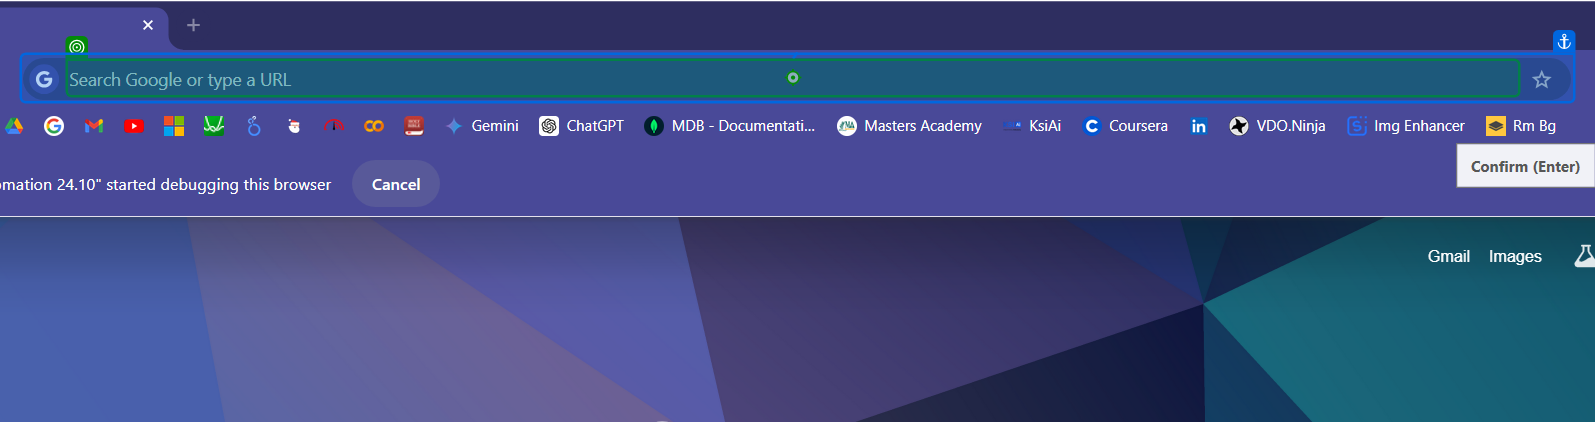 Search Google or type a URL
Gemini ChatGPT MDB - Documentati... Masters Academy KsiAi Coursera VDO.Ninja Img Enhancer Rm Bg
Confirm (Enter)
omation 24.10" started debugging this browser Cancel
Gmail Images